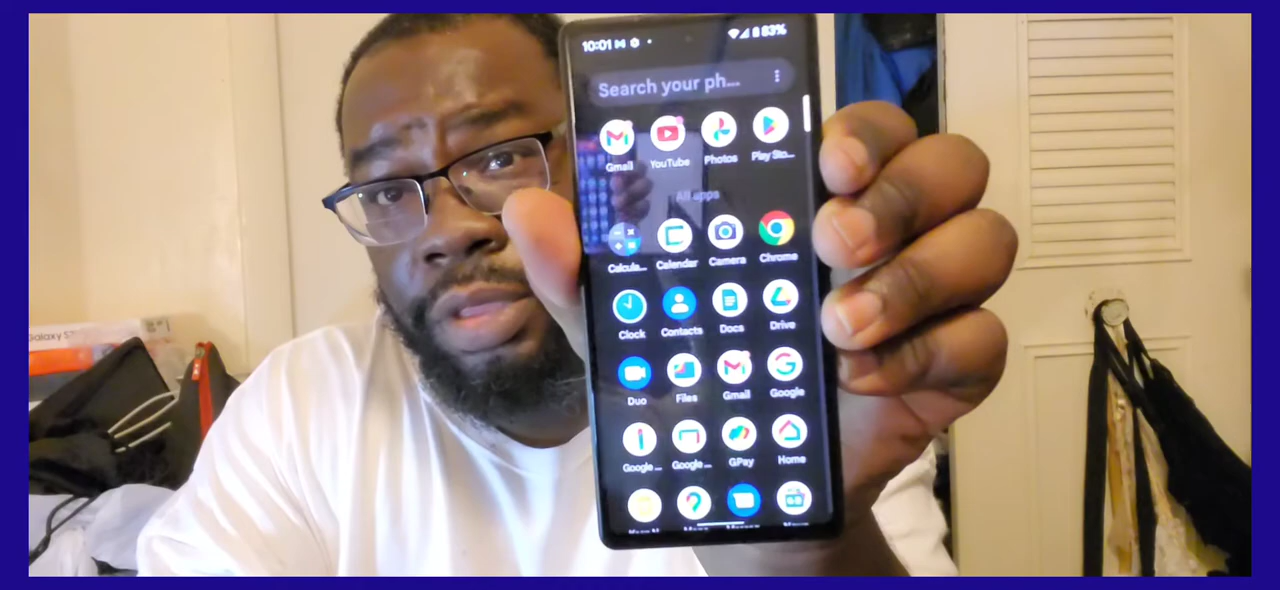 10:01
83%
Search your ph...
Gmail YouTube Photos Play Sto...
All apps
Calcula... Calendar Camera Chrome
Clock Contacts Docs Drive
Duo Files Gmail Google
Google ... Google ... GPay Home
Galaxy S